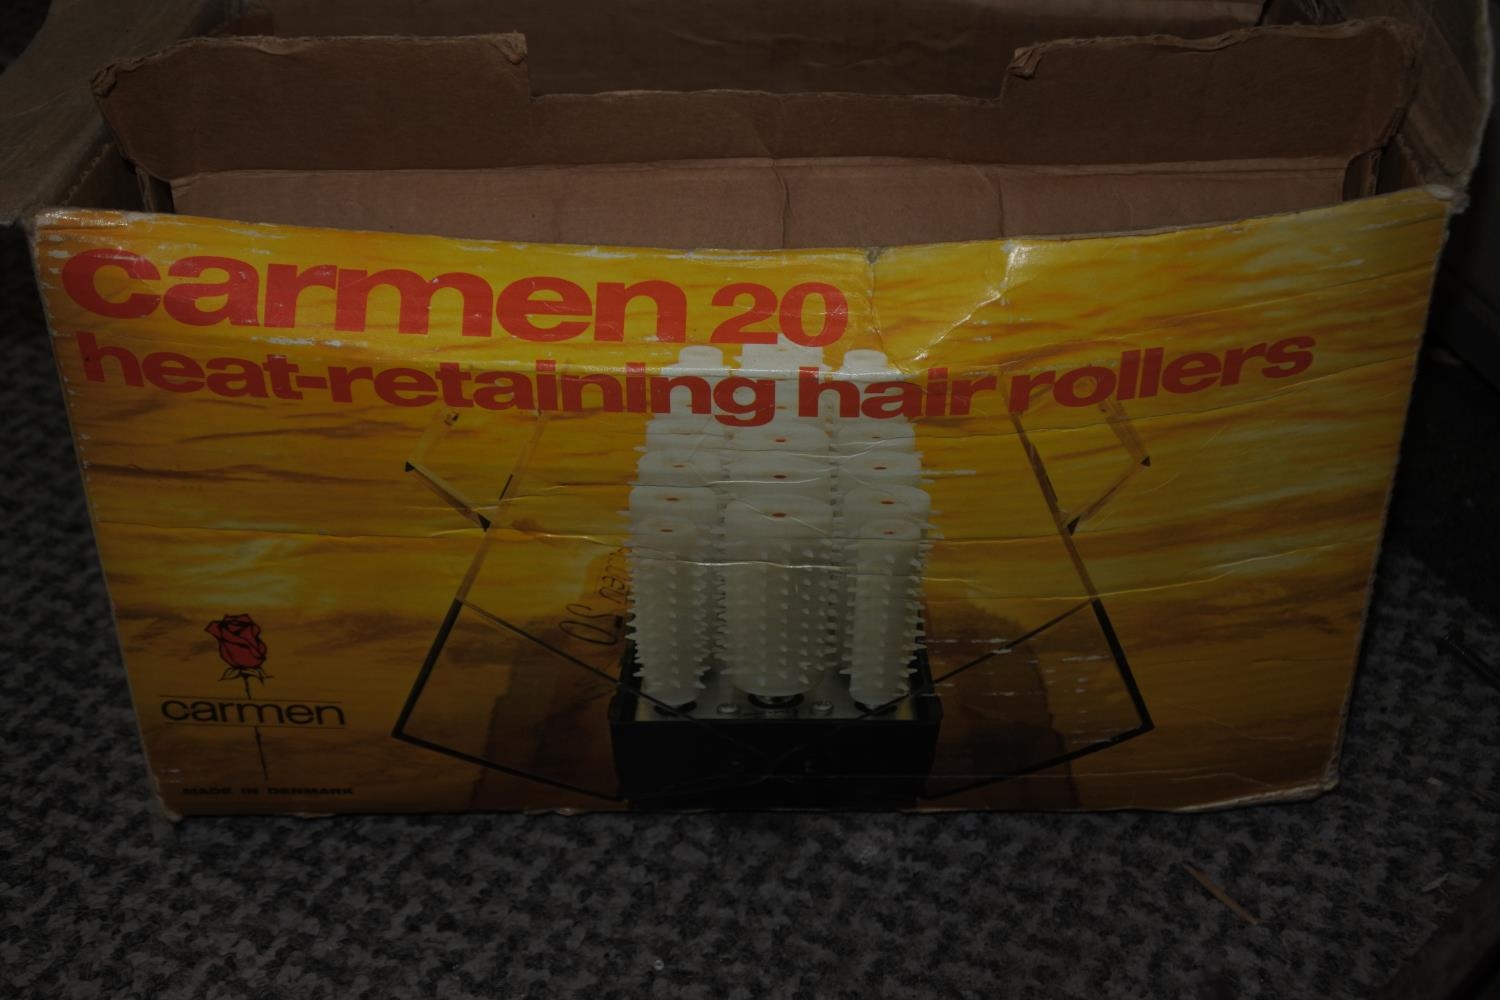 carmen 20
heat-retaining hair rollers
carmen
MADE IN DENMARK